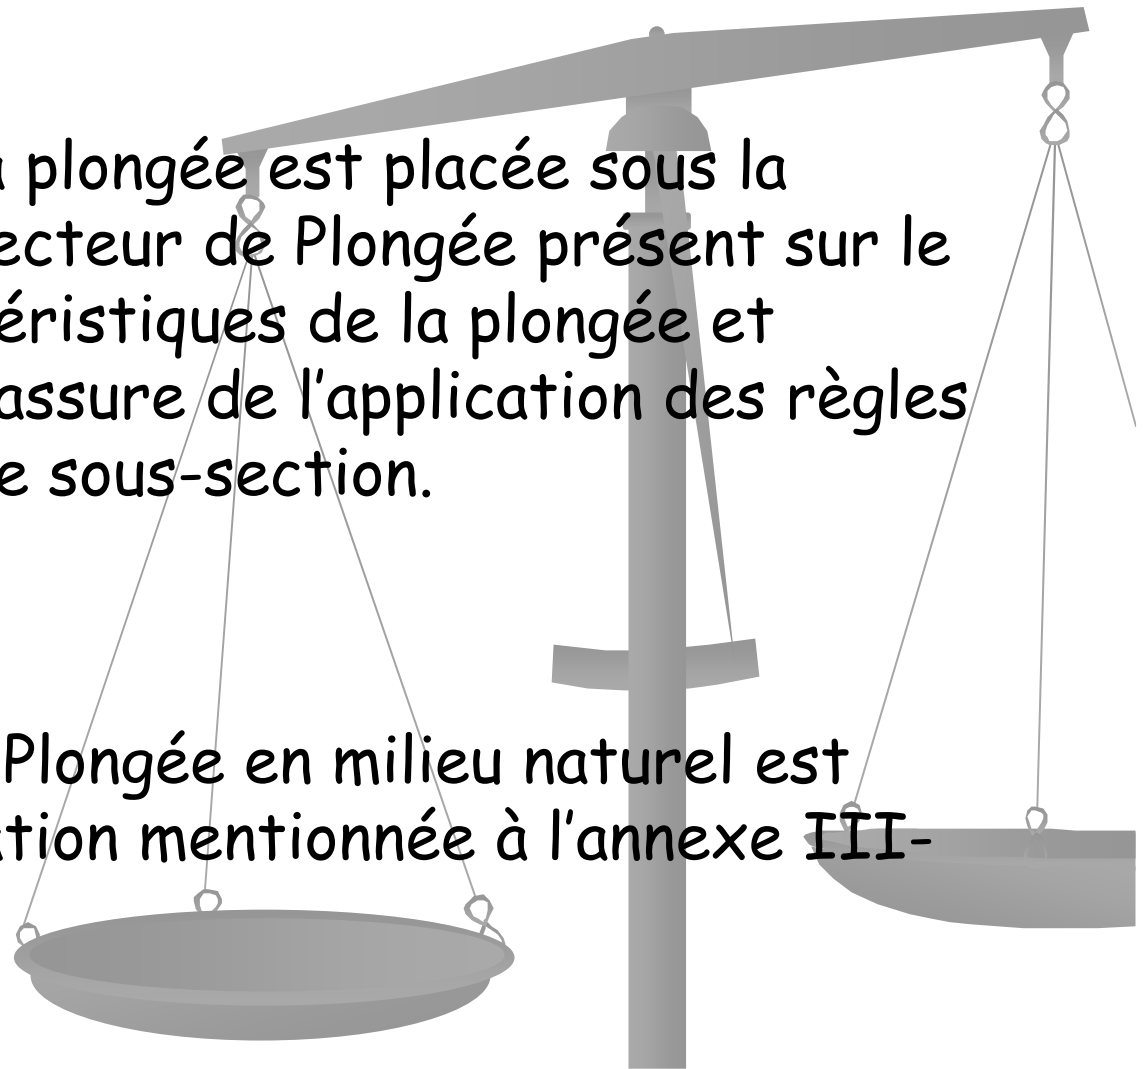 plongée est placée sous la
ecteur de Plongée présent sur le
éristiques de la plongée et
assure de l'application des règles
e sous-section.
Plongée en milieu naturel est
tion mentionnée à l'annexe III-